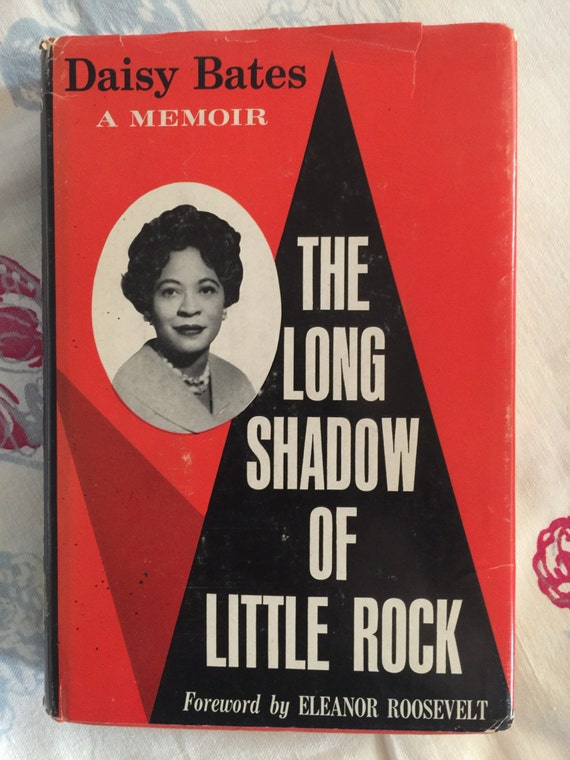 Daisy Bates
A MEMOIR
THE
LONG
SHADOW
OF
LITTLE ROCK
Foreword by ELEANOR ROOSEVELT